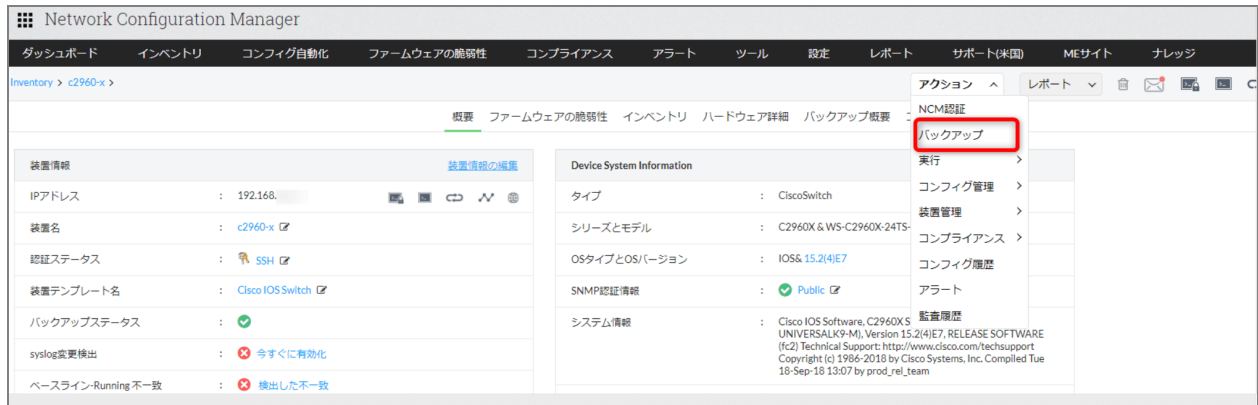 Network Configuration Manager
ダッシュボード インベントリ コンフィグ自動化 ファームウェアの脆弱性 コンプライアンス アラート ツール 設定 レポート サポート(米国) MEサイト ナレッジ
Inventory > c2960-x >
アクション レポート
概要 ファームウェアの脆弱性 インベントリ ハードウェア詳細 バックアップ概要
NCM認証
バックアップ
実行
コンフィグ管理
装置管理
コンプライアンス
コンフィグ履歴
アラート
監査履歴
装置情報 装置情報の編集
IPアドレス : 192.168.
装置名 : c2960-x
認証ステータス : SSH
装置テンプレート名 : Cisco IOS Switch
バックアップステータス :
syslog変更検出 : 今すぐに有効化
ベースライン-Running 不一致 : 検出した不一致
Device System Information
タイプ : CiscoSwitch
シリーズとモデル : C2960X & WS-C2960X-24TS-
OSタイプとOSバージョン : IOS& 15.2(4)E7
SNMP認証情報 : Public
システム情報 : Cisco IOS Software, C2960X S
UNIVERSALK9-M), Version 15.2(4)E7, RELEASE SOFTWARE
(fc2) Technical Support: http://www.cisco.com/techsupport
Copyright (c) 1986-2018 by Cisco Systems, Inc. Compiled Tue
18-Sep-18 13:07 by prod_rel_team